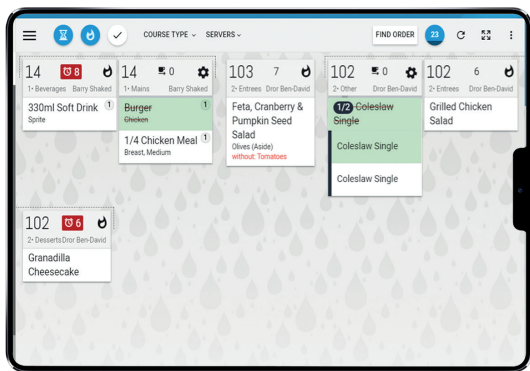 COURSE TYPE
SERVERS
FIND ORDER
23
14
8
1• Beverages Barry Shaked
330ml Soft Drink 1
Sprite
14
0
1• Mains Barry Shaked
Burger 1
Chicken
1/4 Chicken Meal 1
Breast, Medium
103
7
2• Entrees Dror Ben-David
Feta, Cranberry &
Pumpkin Seed
Salad
Olives (Aside)
without: Tomatoes
102
0
2• Other Dror Ben-David
1/2 Coleslaw
Single
Coleslaw Single
Coleslaw Single
102
6
2• Entrees Dror Ben-David
Grilled Chicken
Salad
102
6
2• Desserts Dror Ben-David
Granadilla
Cheesecake